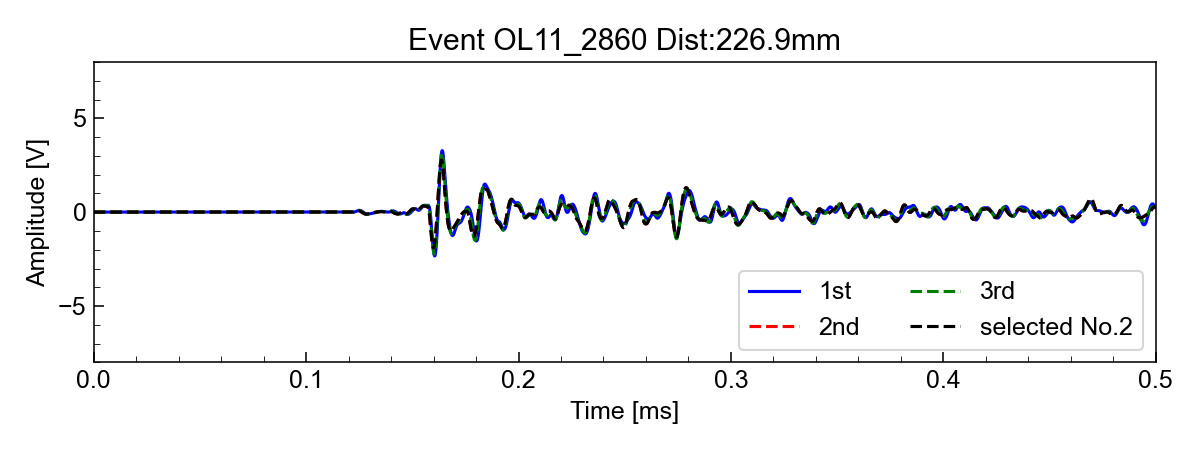 Event OL11_2860 Dist:226.9mm
Amplitude [V]
5
0
−5
1st
2nd
3rd
selected No.2
0.0 0.1 0.2 0.3 0.4 0.5
Time [ms]